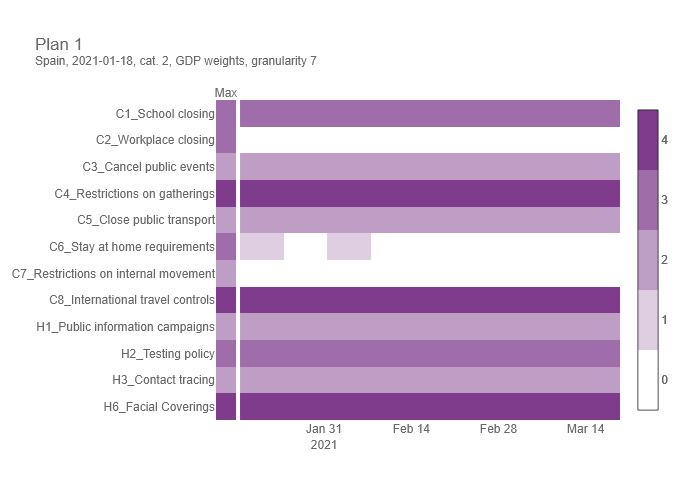 Plan 1
Spain, 2021-01-18, cat. 2, GDP weights, granularity 7
Max
C1_School closing
C2_Workplace closing
C3_Cancel public events
C4_Restrictions on gatherings
C5_Close public transport
C6_Stay at home requirements
C7_Restrictions on internal movement
C8_International travel controls
H1_Public information campaigns
H2_Testing policy
H3_Contact tracing
H6_Facial Coverings
Jan 31 Feb 14 Feb 28 Mar 14
2021
4
3
2
1
0